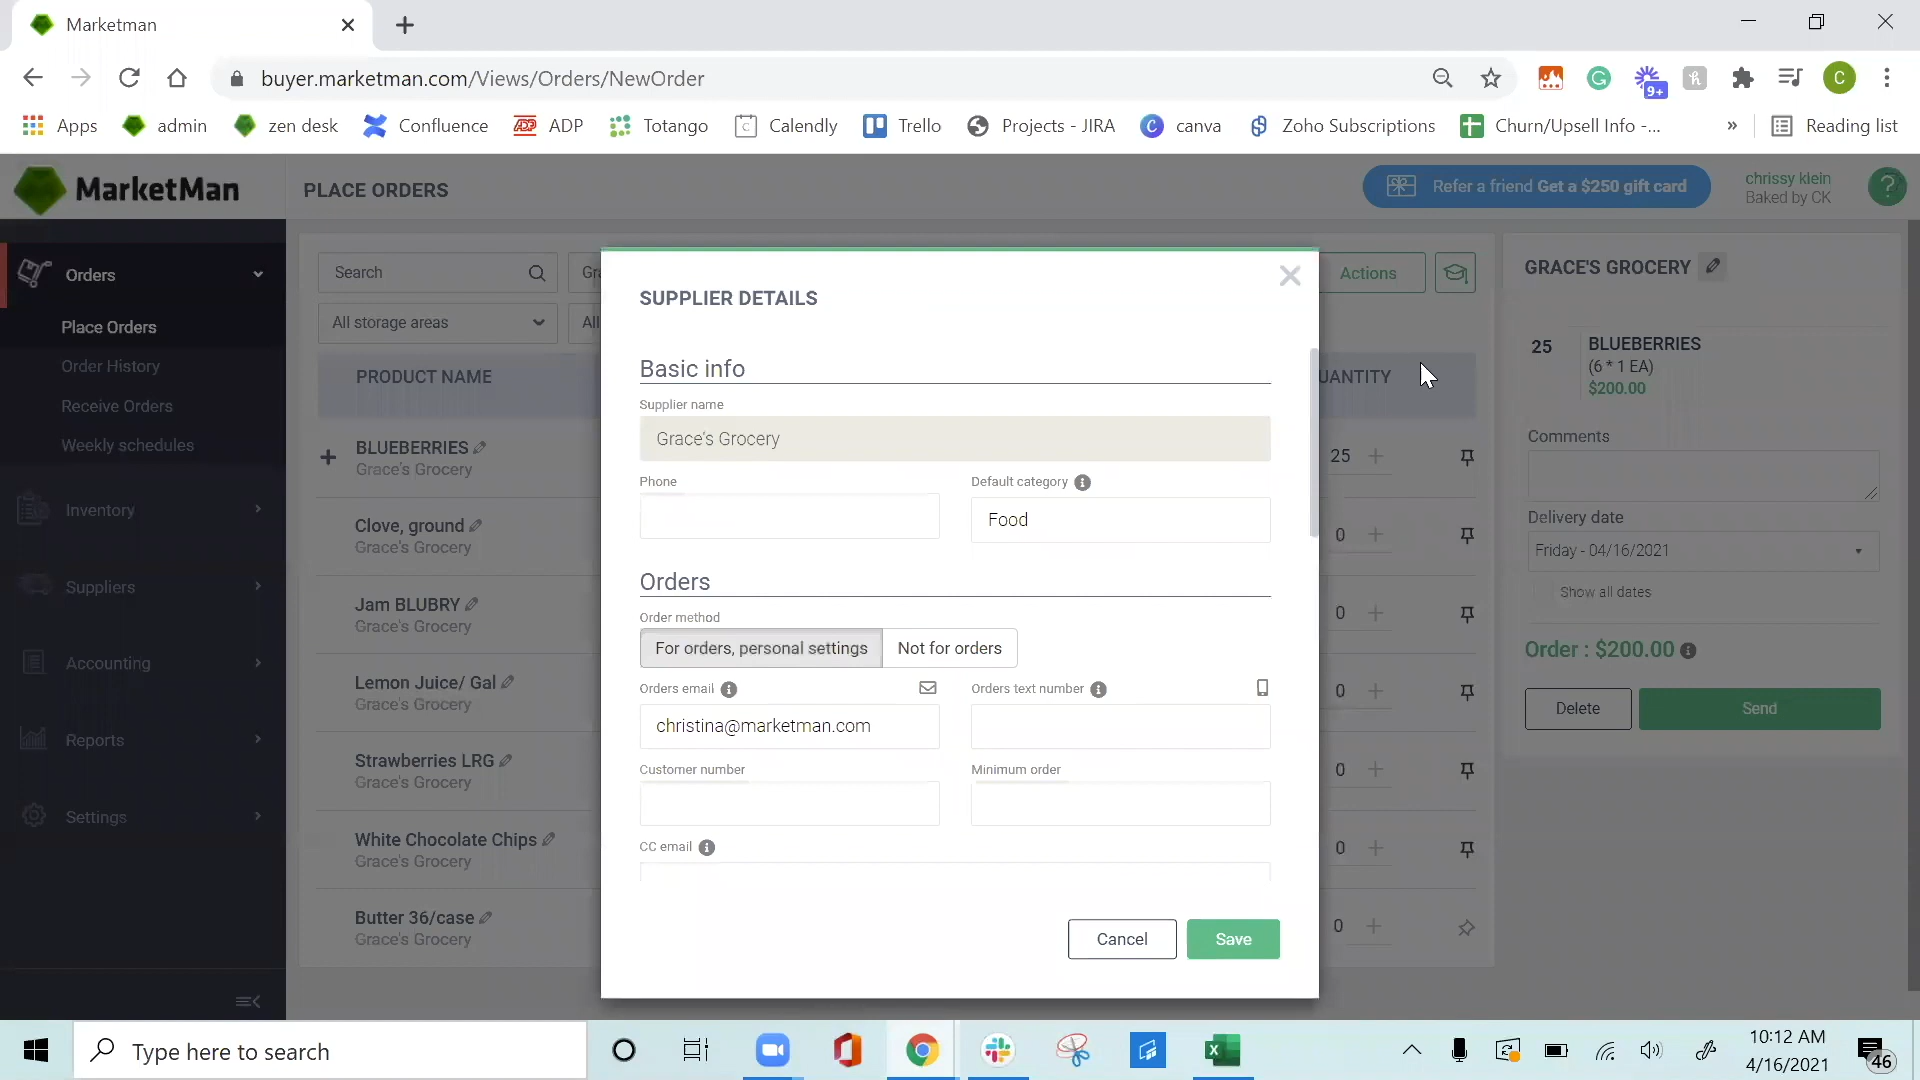 Marketman
buyer.marketman.com/Views/Orders/NewOrder
9+
C
Apps
admin
zen desk
Confluence
ADP
Totango
Calendly
Trello
Projects - JIRA
canva
Zoho Subscriptions
Churn/Upsell Info -...
»
Reading list
MarketMan
PLACE ORDERS
Refer a friend Get a $250 gift card
chrissy klein
Baked by CK
?
Orders
Place Orders
Order History
Receive Orders
Weekly schedules
Inventory
Suppliers
Accounting
Reports
Settings
Search
Gra
Actions
All storage areas
All
PRODUCT NAME
UANTITY
BLUEBERRIES
Grace's Grocery
25
Clove, ground
Grace's Grocery
0
Jam BLUBRY
Grace's Grocery
0
Lemon Juice/ Gal
Grace's Grocery
0
Strawberries LRG
Grace's Grocery
0
White Chocolate Chips
Grace's Grocery
0
Butter 36/case
Grace's Grocery
0
SUPPLIER DETAILS
Basic info
Supplier name
Grace's Grocery
Phone
Default category
Food
Orders
Order method
For orders, personal settings
Not for orders
Orders email
Orders text number
christina@marketman.com
Customer number
Minimum order
CC email
Cancel
Save
GRACE'S GROCERY
25
BLUEBERRIES
(6 * 1 EA)
$200.00
Comments
Delivery date
Friday - 04/16/2021
Show all dates
Order : $200.00
Delete
Send
Type here to search
10:12 AM
4/16/2021
46